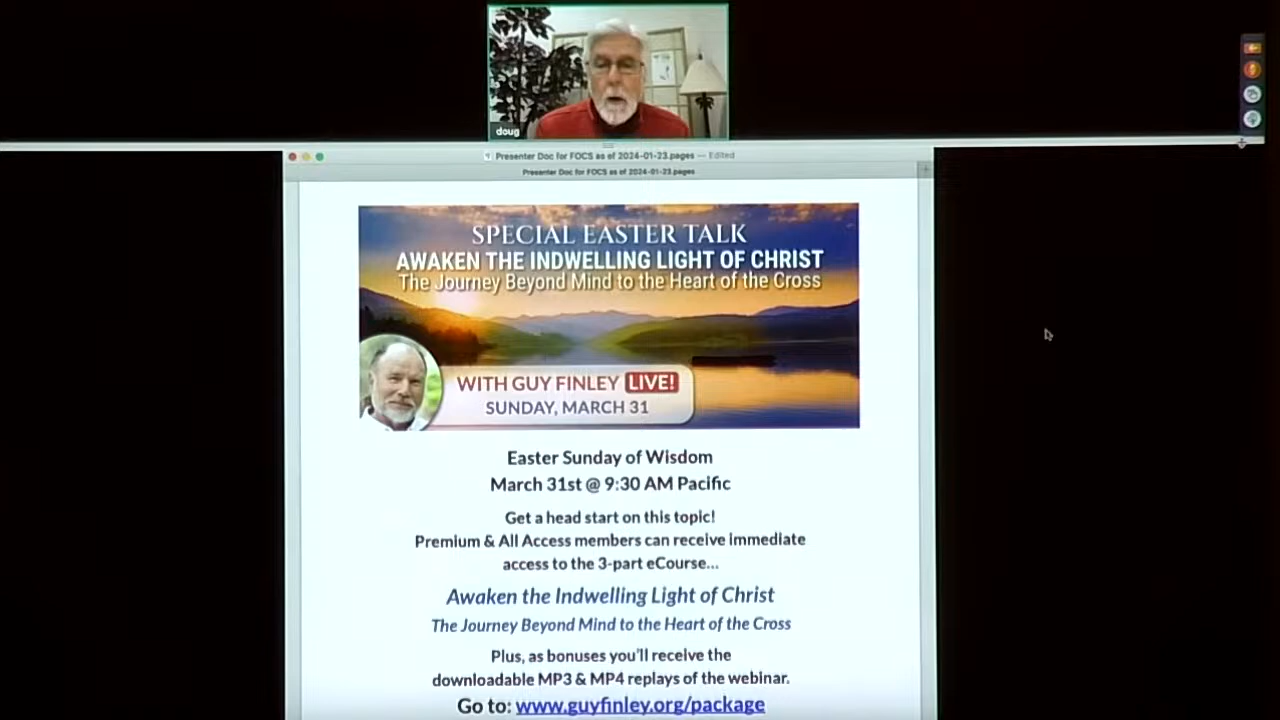 doug
Presenter Doc for FOCS as of 2024-01-23.pages — Edited
Presenter Doc for FOCS as of 2024-01-23.pages
SPECIAL EASTER TALK
AWAKEN THE INDWELLING LIGHT OF CHRIST
The Journey Beyond Mind to the Heart of the Cross
WITH GUY FINLEY LIVE!
SUNDAY, MARCH 31
Easter Sunday of Wisdom
March 31st @ 9:30 AM Pacific
Get a head start on this topic!
Premium & All Access members can receive immediate
access to the 3-part eCourse...
Awaken the Indwelling Light of Christ
The Journey Beyond Mind to the Heart of the Cross
Plus, as bonuses you'll receive the
downloadable MP3 & MP4 replays of the webinar.
Go to: www.guyfinley.org/package